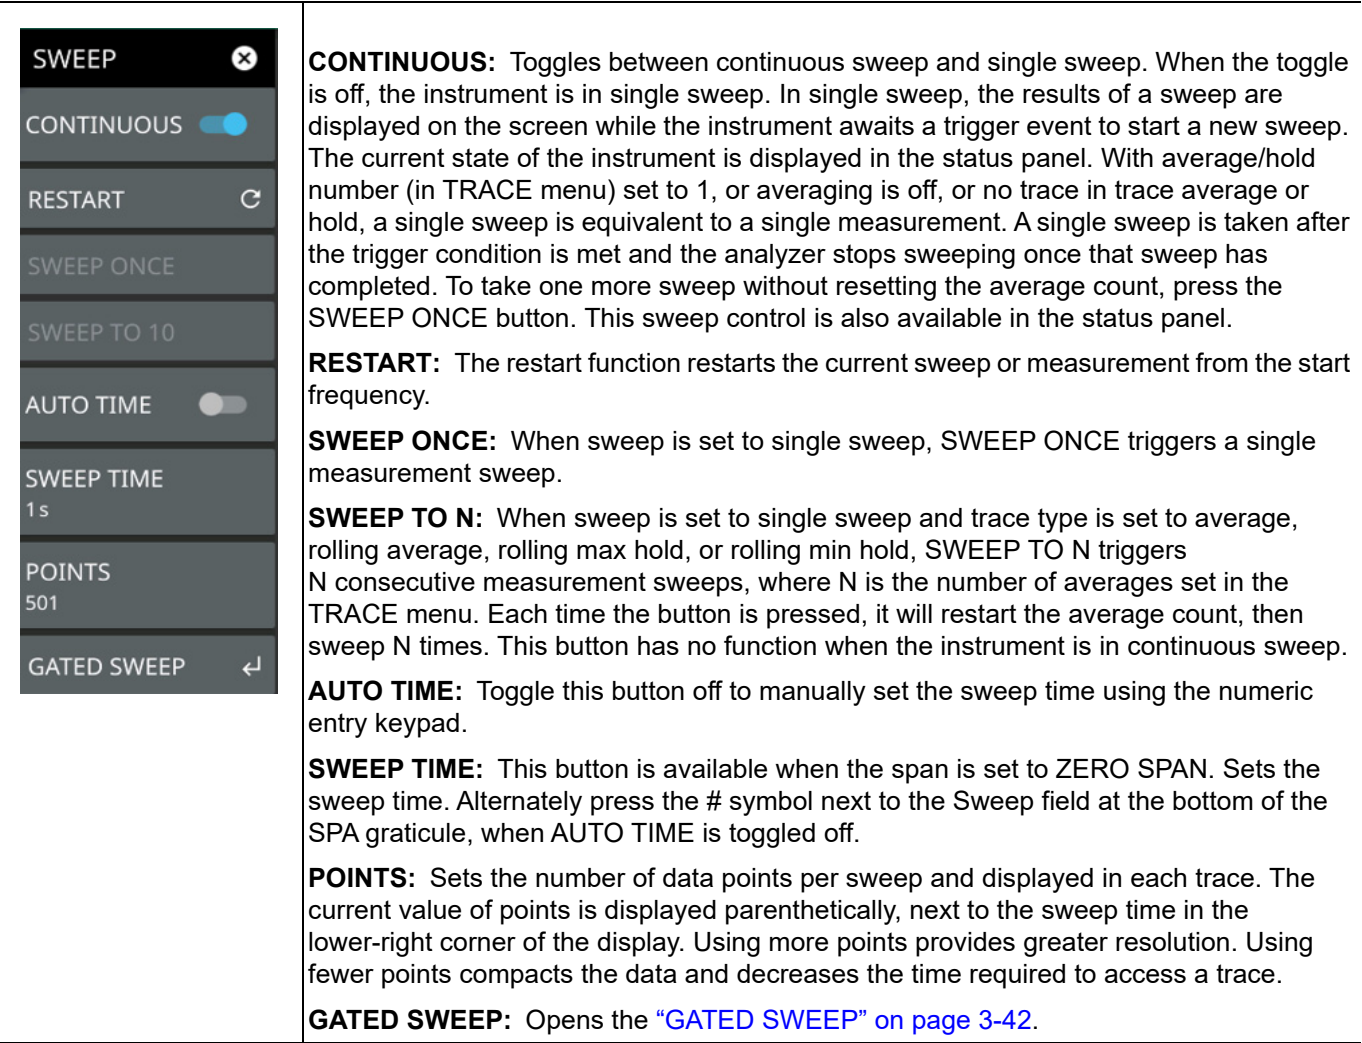 SWEEP
CONTINUOUS
RESTART
SWEEP ONCE
SWEEP TO 10
AUTO TIME
SWEEP TIME
1 s
POINTS
501
GATED SWEEP
CONTINUOUS: Toggles between continuous sweep and single sweep. When the toggle
is off, the instrument is in single sweep. In single sweep, the results of a sweep are
displayed on the screen while the instrument awaits a trigger event to start a new sweep.
The current state of the instrument is displayed in the status panel. With average/hold
number (in TRACE menu) set to 1, or averaging is off, or no trace in trace average or
hold, a single sweep is equivalent to a single measurement. A single sweep is taken after
the trigger condition is met and the analyzer stops sweeping once that sweep has
completed. To take one more sweep without resetting the average count, press the
SWEEP ONCE button. This sweep control is also available in the status panel.
RESTART: The restart function restarts the current sweep or measurement from the start
frequency.
SWEEP ONCE: When sweep is set to single sweep, SWEEP ONCE triggers a single
measurement sweep.
SWEEP TO N: When sweep is set to single sweep and trace type is set to average,
rolling average, rolling max hold, or rolling min hold, SWEEP TO N triggers
N consecutive measurement sweeps, where N is the number of averages set in the
TRACE menu. Each time the button is pressed, it will restart the average count, then
sweep N times. This button has no function when the instrument is in continuous sweep.
AUTO TIME: Toggle this button off to manually set the sweep time using the numeric
entry keypad.
SWEEP TIME: This button is available when the span is set to ZERO SPAN. Sets the
sweep time. Alternately press the # symbol next to the Sweep field at the bottom of the
SPA graticule, when AUTO TIME is toggled off.
POINTS: Sets the number of data points per sweep and displayed in each trace. The
current value of points is displayed parenthetically, next to the sweep time in the
lower-right corner of the display. Using more points provides greater resolution. Using
fewer points compacts the data and decreases the time required to access a trace.
GATED SWEEP: Opens the “GATED SWEEP” on page 3-42.